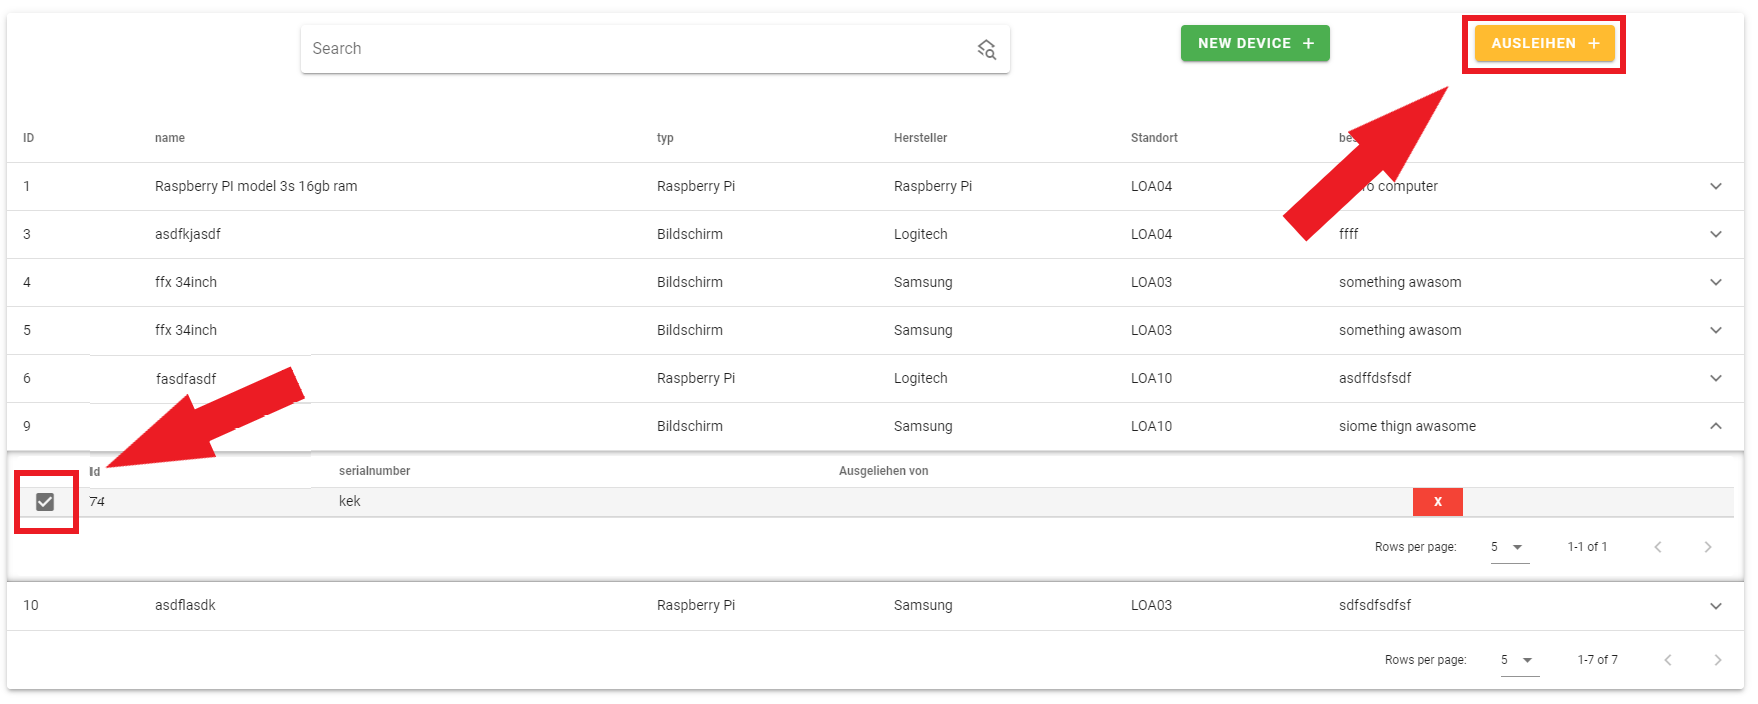 Search
NEW DEVICE +
AUSLEIHEN +
ID name typ Hersteller Standort
1 Raspberry PI model 3s 16gb ram Raspberry Pi Raspberry Pi LOA04 computer
3 asdfkjasdf Bildschirm Logitech LOA04 ffff
4 ffx 34inch Bildschirm Samsung LOA03 something awasom
5 ffx 34inch Bildschirm Samsung LOA03 something awasom
6 fasdfasdf Raspberry Pi Logitech LOA10 asdffdsfsdf
9 Bildschirm Samsung LOA10 siome thign awasome
Id serialnumber Ausgeliehen von
74 kek X
Rows per page: 5 1-1 of 1
10 asdflasdk Raspberry Pi Samsung LOA03 sdfsdfsdfsf
Rows per page: 5 1-7 of 7